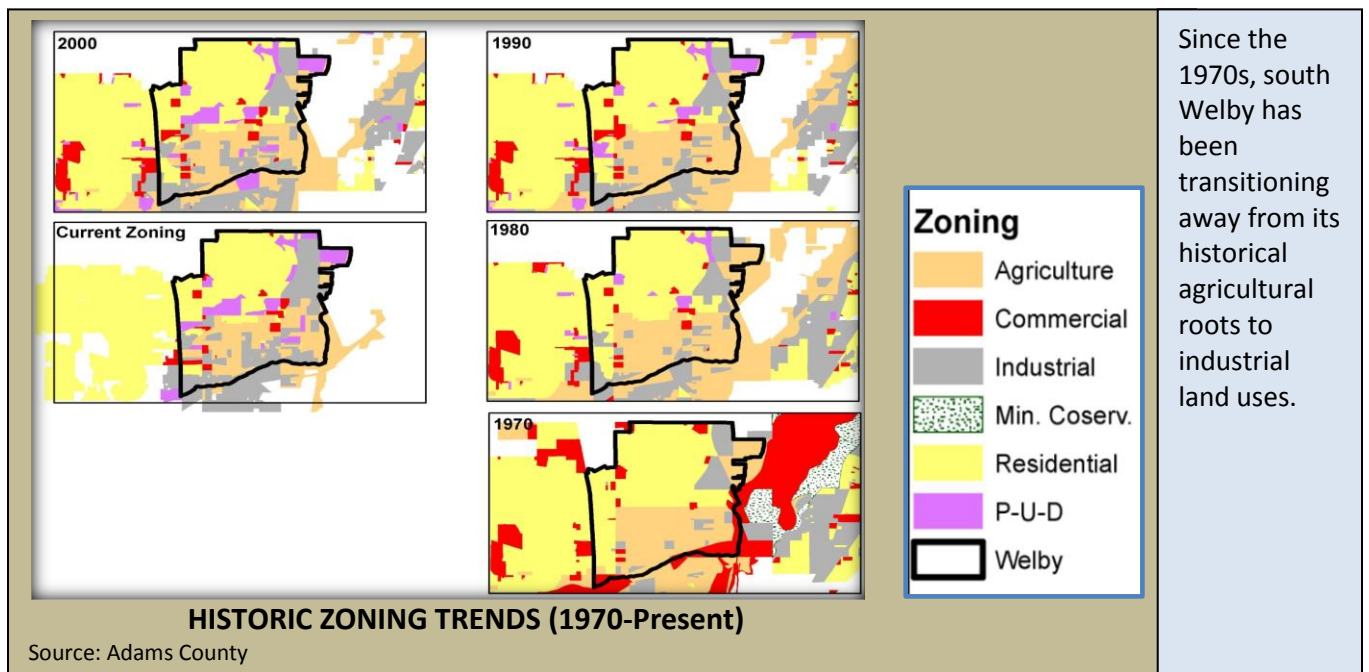 2000
1990
Current Zoning
1980
1970
HISTORIC ZONING TRENDS (1970-Present)
Source: Adams County
Zoning
Agriculture
Commercial
Industrial
Min. Coserv.
Residential
P-U-D
Welby
Since the
1970s, south
Welby has
been
transitioning
away from its
historical
agricultural
roots to
industrial
land uses.